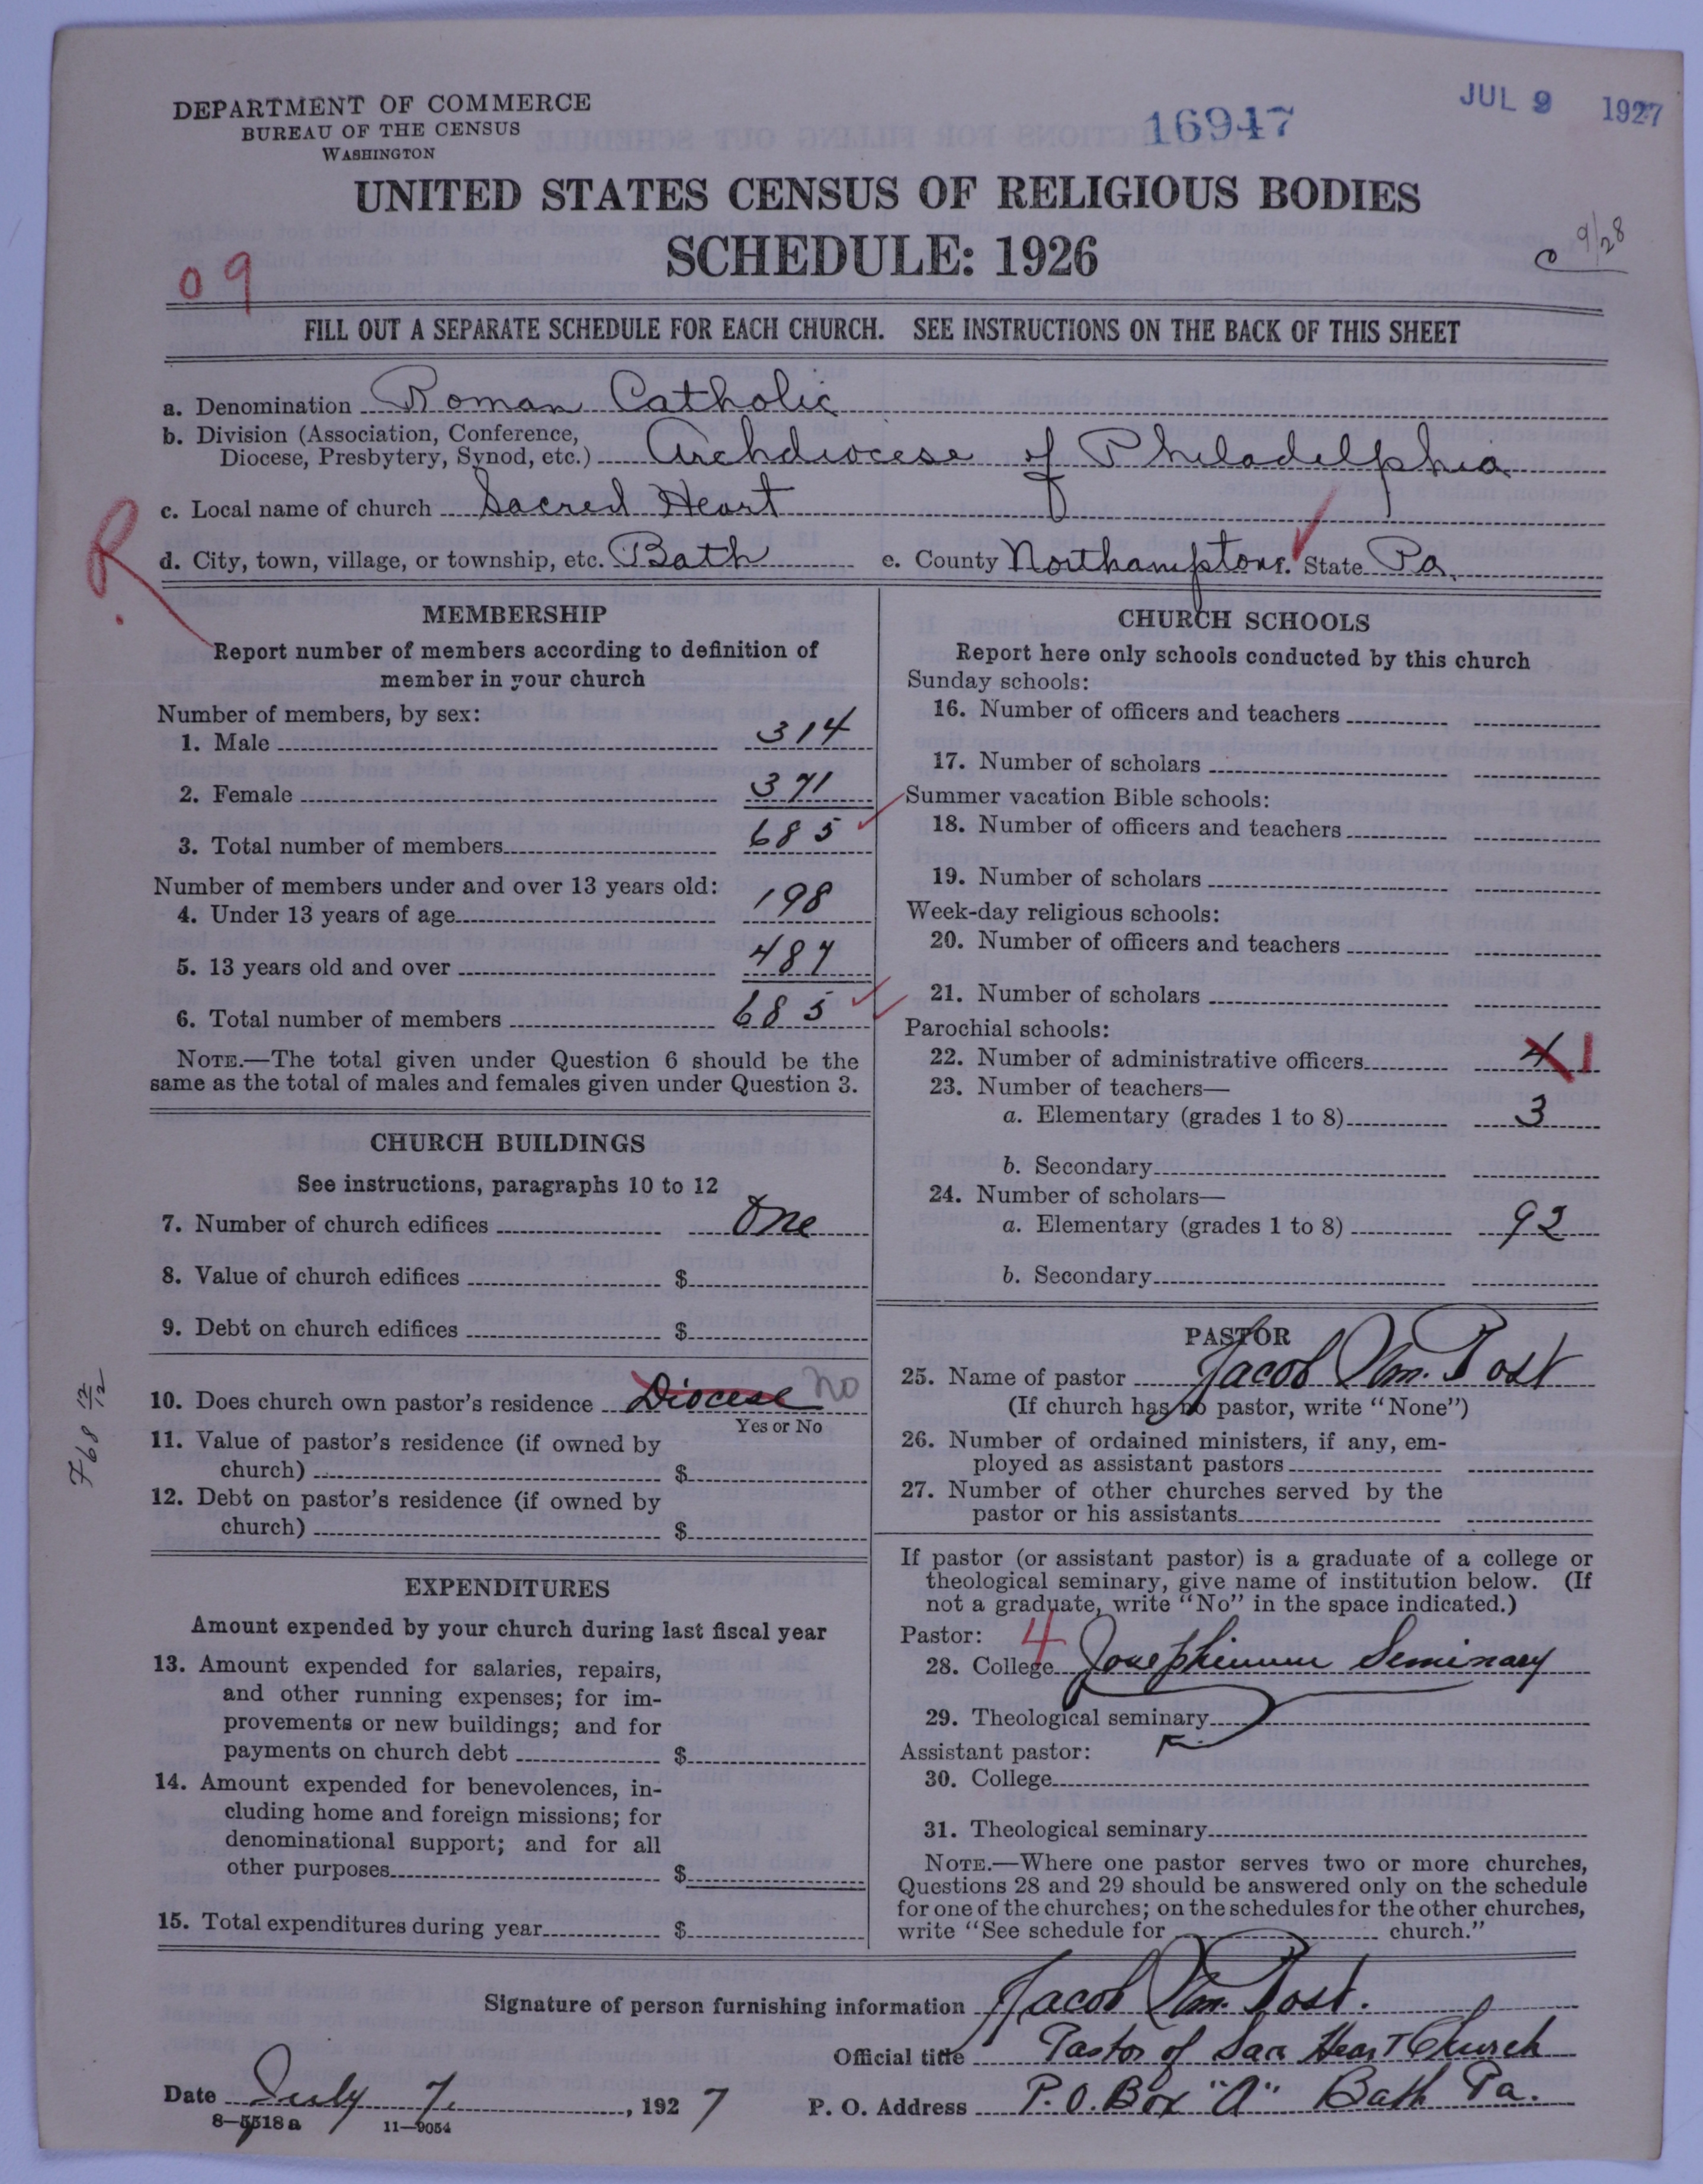 DEPARTMENT OF COMMERCE
BUREAU OF THE CENSUS
WASHINGTON
16947
JUL 9 1927
UNITED STATES CENSUS OF RELIGIOUS BODIES
SCHEDULE: 1926
09
9/28
FILL OUT A SEPARATE SCHEDULE FOR EACH CHURCH. SEE INSTRUCTIONS ON THE BACK OF THIS SHEET
a. Denomination Roman Catholic
b. Division (Association, Conference,
Diocese, Presbytery, Synod, etc.) Archdiocese of Philadelphia
c. Local name of church Sacred Heart
R
d. City, town, village, or township, etc. Bath e. County Northampton. State Pa.
MEMBERSHIP
Report number of members according to definition of
member in your church
Number of members, by sex:
1. Male 314
2. Female 371
3. Total number of members 685
Number of members under and over 13 years old:
4. Under 13 years of age 198
5. 13 years old and over 487
6. Total number of members 685
NOTE.—The total given under Question 6 should be the
same as the total of males and females given under Question 3.
CHURCH BUILDINGS
See instructions, paragraphs 10 to 12
7. Number of church edifices One
8. Value of church edifices $
9. Debt on church edifices $
10. Does church own pastor's residence Diocese no
Yes or No
11. Value of pastor's residence (if owned by
church) $
12. Debt on pastor's residence (if owned by
church) $
EXPENDITURES
Amount expended by your church during last fiscal year
13. Amount expended for salaries, repairs,
and other running expenses; for im-
provements or new buildings; and for
payments on church debt $
14. Amount expended for benevolences, in-
cluding home and foreign missions; for
denominational support; and for all
other purposes $
15. Total expenditures during year $
CHURCH SCHOOLS
Report here only schools conducted by this church
Sunday schools:
16. Number of officers and teachers
17. Number of scholars
Summer vacation Bible schools:
18. Number of officers and teachers
19. Number of scholars
Week-day religious schools:
20. Number of officers and teachers
21. Number of scholars
Parochial schools:
22. Number of administrative officers 4 1
23. Number of teachers—
a. Elementary (grades 1 to 8) 3
b. Secondary
24. Number of scholars—
a. Elementary (grades 1 to 8) 92
b. Secondary
PASTOR
25. Name of pastor Jacob Wm. Post
(If church has no pastor, write "None")
26. Number of ordained ministers, if any, em-
ployed as assistant pastors
27. Number of other churches served by the
pastor or his assistants
If pastor (or assistant pastor) is a graduate of a college or
theological seminary, give name of institution below. (If
not a graduate, write "No" in the space indicated.)
Pastor: 4
28. College Josephinum Seminary
29. Theological seminary
Assistant pastor:
30. College
31. Theological seminary
NOTE.—Where one pastor serves two or more churches,
Questions 28 and 29 should be answered only on the schedule
for one of the churches; on the schedules for the other churches,
write "See schedule for church."
Signature of person furnishing information Jacob Wm. Post.
Official title Pastor of Sacr Heart Church
Date July 7, 1927 P. O. Address P.O. Box "A" Bath Pa.
8-5518a 11-9054